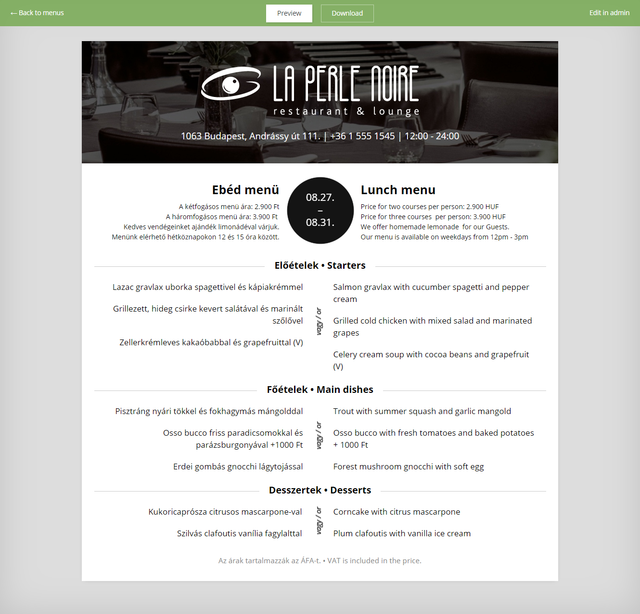 ← Back to menus
Preview
Download
Edit in admin
LA PERLE NOIRE
restaurant & lounge
1063 Budapest, Andrássy út 111. | +36 1 555 1545 | 12:00 - 24:00
Ebéd menü
A kétfogásos menü ára: 2.900 Ft
A háromfogásos menü ára: 3.900 Ft
Kedves vendégeinket ajándék limonádéval várjuk.
Menünk elérhető hétköznapokon 12 és 15 óra között.
08.27.
–
08.31.
Lunch menu
Price for two courses per person: 2.900 HUF
Price for three courses per person: 3.900 HUF
We offer homemade lemonade for our Guests.
Our menu is available on weekdays from 12pm - 3pm
Előételek • Starters
Lazac gravlax uborka spagettivel és kápiakrémmel
Grillezett, hideg csirke kevert salátával és marinált
szőlővel
Zellerkrémleves kakaóbabbal és grapefruittal (V)
vagy / or
Salmon gravlax with cucumber spagetti and pepper
cream
Grilled cold chicken with mixed salad and marinated
grapes
Celery cream soup with cocoa beans and grapefruit
(V)
Főételek • Main dishes
Pisztráng nyári tökkel és fokhagymás mángolddal
Osso bucco friss paradicsomokkal és
parázsburgonyával +1000 Ft
Erdei gombás gnocchi lágytojással
vagy / or
Trout with summer squash and garlic mangold
Osso bucco with fresh tomatoes and baked potatoes
+ 1000 Ft
Forest mushroom gnocchi with soft egg
Desszertek • Desserts
Kukoricaprósza citrusos mascarpone-val
Szilvás clafoutis vanília fagylalttal
vagy / or
Corncake with citrus mascarpone
Plum clafoutis with vanilla ice cream
Az árak tartalmazzák az ÁFA-t. • VAT is included in the price.